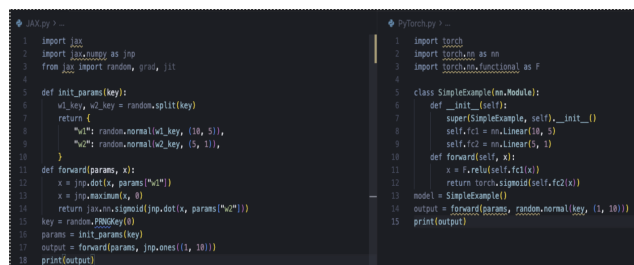 JAX.py > ...
1 import jax
2 import jax.numpy as jnp
3 from jax import random, grad, jit
4
5 def init_params(key):
6     w1_key, w2_key = random.split(key)
7     return {
8         "w1": random.normal(w1_key, (10, 5)),
9         "w2": random.normal(w2_key, (5, 1)),
10     }
11 def forward(params, x):
12     x = jnp.dot(x, params["w1"])
13     x = jnp.maximum(x, 0)
14     return jax.nn.sigmoid(jnp.dot(x, params["w2"]))
15 key = random.PRNGKey(0)
16 params = init_params(key)
17 output = forward(params, jnp.ones((1, 10)))
18 print(output)
PyTorch.py > ...
1 import torch
2 import torch.nn as nn
3 import torch.nn.functional as F
4
5 class SimpleExample(nn.Module):
6     def __init__(self):
7         super(SimpleExample, self).__init__()
8         self.fc1 = nn.Linear(10, 5)
9         self.fc2 = nn.Linear(5, 1)
10     def forward(self, x):
11         x = F.relu(self.fc1(x))
12         return torch.sigmoid(self.fc2(x))
13 model = SimpleExample()
14 output = forward(params, random.normal(key, (1, 10)))
15 print(output)